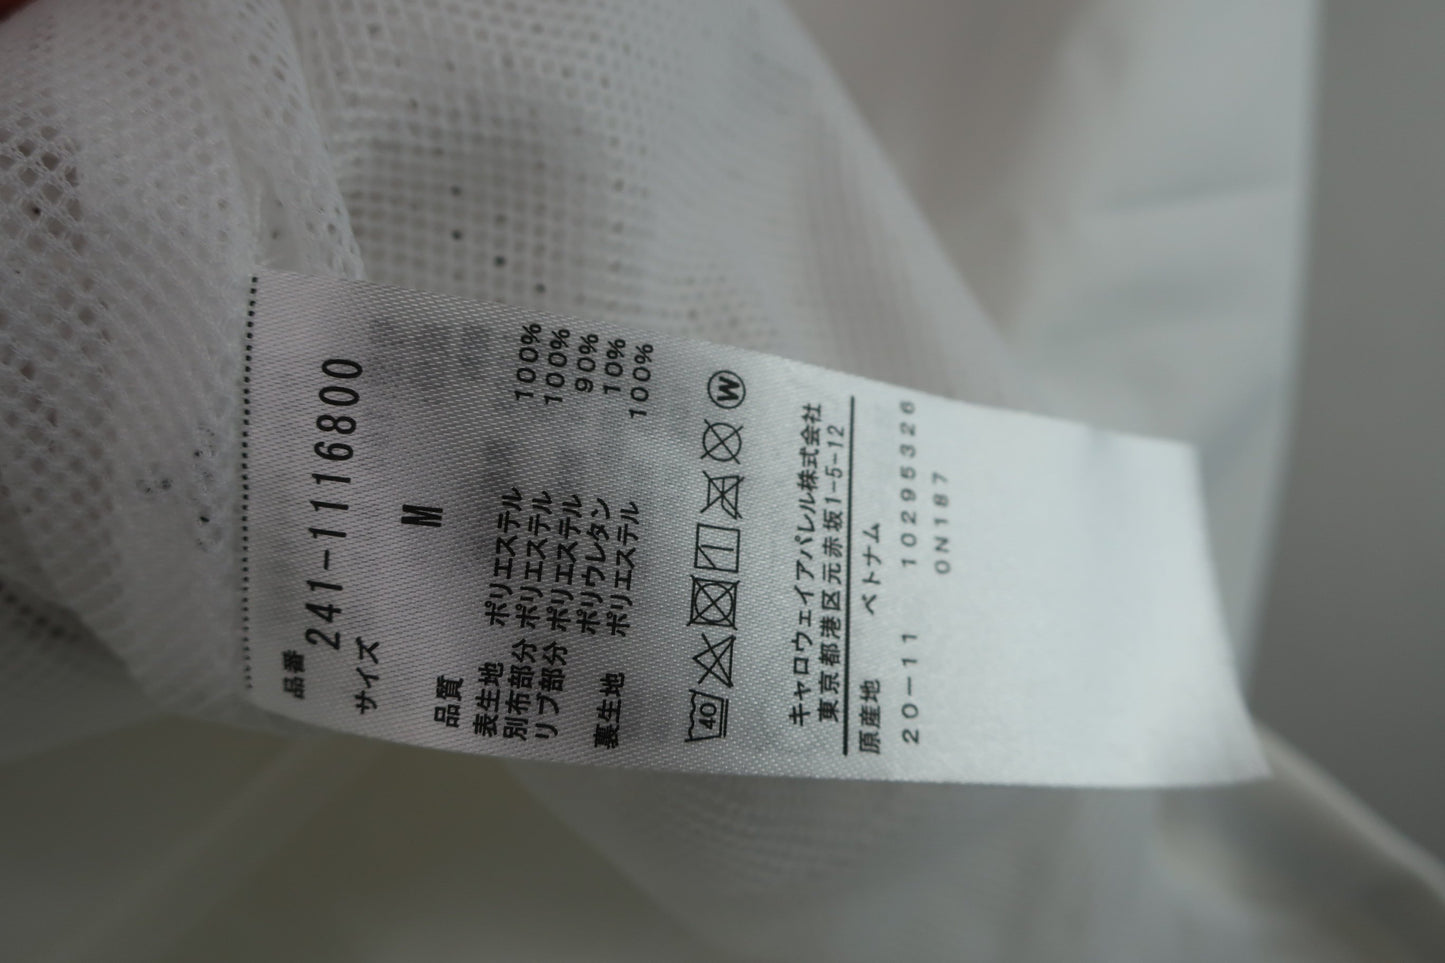 品番
241-1116800
サイズ
M
品質
表生地 ポリエステル 100%
別布部分 ポリエステル 100%
リブ部分 ポリエステル 90%
ポリウレタン 10%
裏生地 ポリエステル 100%
40
W
キャロウェイアパレル株式会社
東京都港区元赤坂1-5-12
原産地 ベトナム
20-11 10295326
0N187